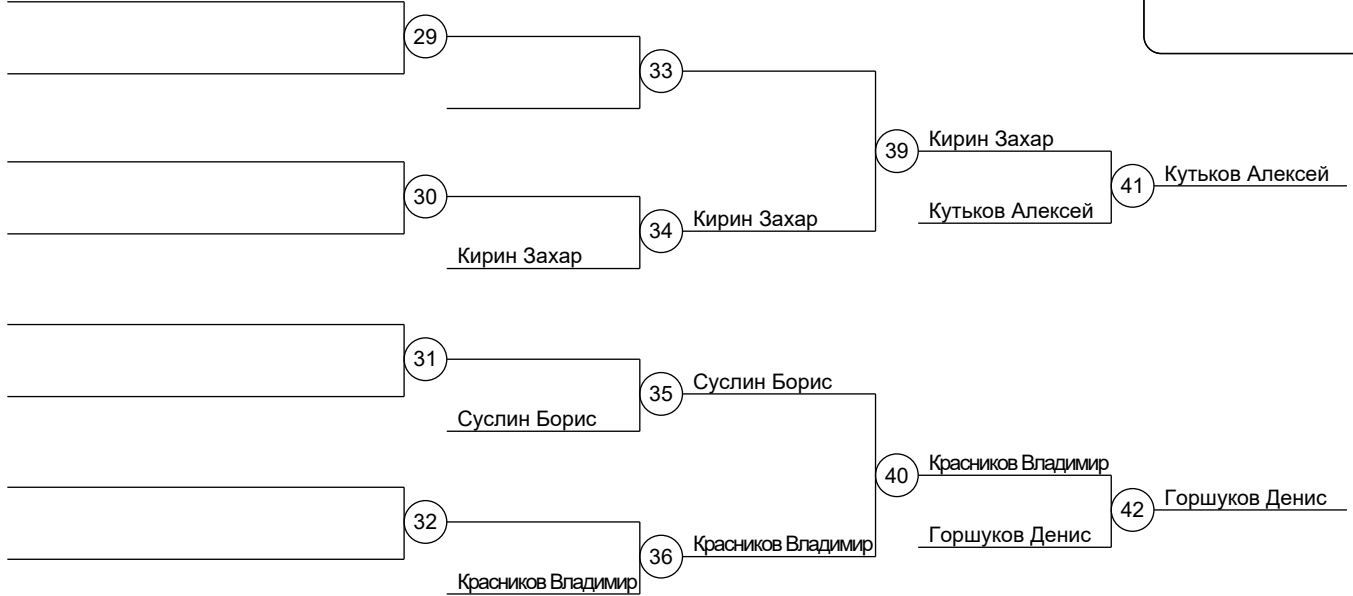 29
33
39
Кирин Захар
41
Кутьков Алексей
30
Кутьков Алексей
34
Кирин Захар
Кирин Захар
31
35
Суслин Борис
Суслин Борис
40
Красников Владимир
42
Горшуков Денис
32
Горшуков Денис
36
Красников Владимир
Красников Владимир